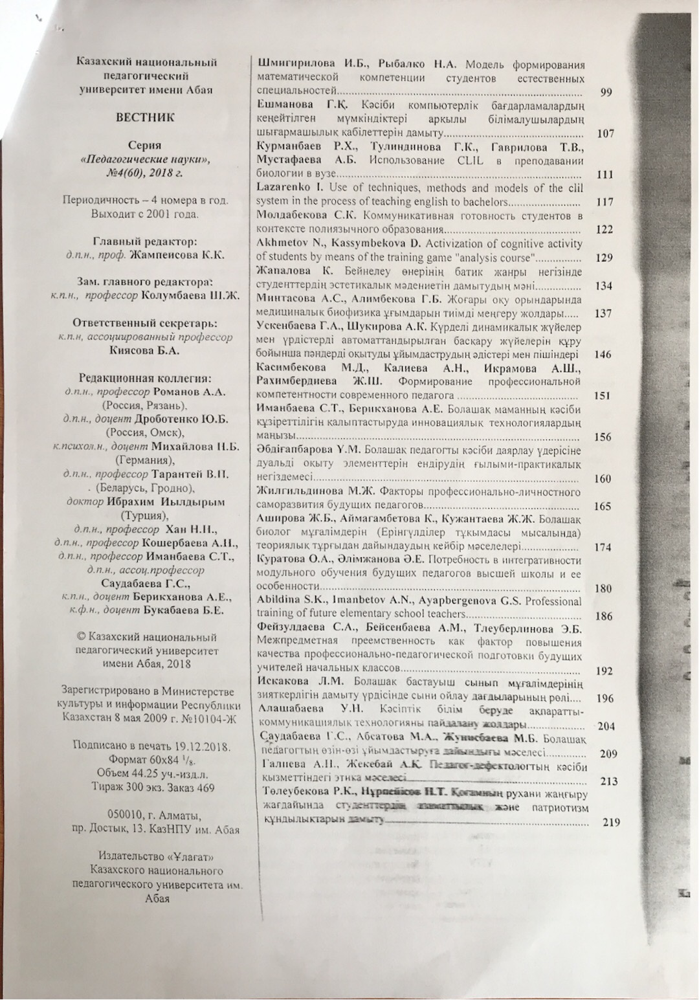 Казахский национальный
педагогический
университет имени Абая
ВЕСТНИК
Серия
«Педагогические науки»,
№4(60), 2018 г.
Периодичность – 4 номера в год.
Выходит с 2001 года.
Главный редактор:
д.п.н., проф. Жампеисова К.К.
Зам. главного редактора:
к.п.н., профессор Колумбаева Ш.Ж.
Ответственный секретарь:
к.п.н, ассоциированный профессор
Киясова Б.А.
Редакционная коллегия:
д.п.н., профессор Романов А.А.
(Россия, Рязань),
д.п.н., доцент Дроботенко Ю.Б.
(Россия, Омск),
к.психол.н., доцент Михайлова Н.Б.
(Германия),
д.п.н., профессор Тарантей В.П.
(Беларусь, Гродно),
доктор Ибрахим Йылдырым
(Турция),
д.п.н., профессор Хан Н.Н.,
д.п.н., профессор Кошербаева А.Н.,
д.п.н., профессор Иманбаева С.Т.,
д.п.н., ассоц.профессор
Саудабаева Г.С.,
к.п.н., доцент Берикханова А.Е.,
к.ф.н., доцент Букабаева Б.Е.
© Казахский национальный
педагогический университет
имени Абая, 2018
Зарегистрировано в Министерстве
культуры и информации Республики
Казахстан 8 мая 2009 г. №10104-Ж
Подписано в печать 19.12.2018.
Формат 60х84 ¹/₈.
Объем 44.25 уч.-изд.л.
Тираж 300 экз. Заказ 469
050010, г. Алматы,
пр. Достык, 13. КазНПУ им. Абая
Издательство «Ұлағат»
Казахского национального
педагогического университета им.
Абая
Шмигирилова И.Б., Рыбалко Н.А. Модель формирования
математической компетенции студентов естественных
специальностей........ 99
Ешманова Г.Қ. Кәсіби компьютерлік бағдарламалардың
кеңейтілген мүмкіндіктері арқылы білімалушылардың
шығармашылық қабілеттерін дамыту........ 107
Курманбаев Р.Х., Тулиндинова Г.К., Гаврилова Т.В.,
Мустафаева А.Б. Использование CLIL в преподавании
биологии в вузе........ 111
Lazarenko I. Use of techniques, methods and models of the clil
system in the process of teaching english to bachelors........ 117
Молдабекова С.К. Коммуникативная готовность студентов в
контексте полиязычного образования........ 122
Akhmetov N., Kassymbekova D. Activization of cognitive activity
of students by means of the training game "analysis course"........ 129
Жапалова К. Бейнелеу өнерінің батик жанры негізінде
студенттердің эстетикалық мәдениетін дамытудың мәні........ 134
Минтасова А.С., Алимбекова Г.Б. Жоғары оқу орындарында
медициналық биофизика ұғымдарын тиімді меңгеру жолдары..... 137
Ускенбаева Г.А., Шукирова А.К. Күрделі динамикалық жүйелер
мен үрдістерді автоматтандырылған басқару жүйелерін құру
бойынша пәндерді оқытуды ұйымдаструдың әдістері мен пішіндері 146
Касимбекова М.Д., Калиева А.Н., Икрамова А.Ш.,
Рахимбердиева Ж.Ш. Формирование профессиональной
компетентности современного педагога ........ 151
Иманбаева С.Т., Берикханова А.Е. Болашақ маманның кәсіби
құзіреттілігін қалыптастыруда инновациялық технологиялардың
маңызы........ 156
Әбдіғапбарова Ұ.М. Болашақ педагогты кәсіби даярлау үдерісіне
дуальді оқыту элементтерін ендірудің ғылыми-практикалық
негіздемесі........ 160
Жилгильдинова М.Ж. Факторы профессионально-личностного
саморазвития будущих педагогов........ 165
Аширова Ж.Б., Аймагамбетова К., Кужантаева Ж.Ж. Болашақ
биолог мұғалімдерін (Ерінгүлділер тұқымдасы мысалында)
теориялық тұрғыдан дайындаудың кейбір мәселелері........ 174
Куратова О.А., Әлімжанова Ә.Е. Потребность в интегративности
модульного обучения будущих педагогов высшей школы и ее
особенности........ 180
Abildina S.K., Imanbetov A.N., Ayapbergenova G.S. Professional
training of future elementary school teachers........ 186
Фейзулдаева С.А., Бейсенбаева А.М., Тлеуберлинова Э.Б.
Межпредметная преемственность как фактор повышения
качества профессионально-педагогической подготовки будущих
учителей начальных классов........ 192
Искакова Л.М. Болашақ бастауыш сынып мұғалімдерінің
зияткерлігін дамыту үрдісінде сыни ойлау дағдыларының рөлі.... 196
Алашабаева У.Н. Кәсіптік білім беруде ақпаратты-
коммуникациялық технологияны пайдалану жолдары........ 204
Саудабаева Г.С., Абсатова М.А., Жунисбаева М.Б. Болашақ
педагогтың өзін-өзі ұйымдастыруға дайындығы мәселесі........ 209
Галиева А.Н., Жекебай А.Қ. Педагог-дефектологтың кәсіби
қызметтіндегі этика мәселесі........ 213
Төлеубекова Р.К., Нұрпейісов Н.Т. Қоғамның рухани жаңғыру
жағдайында студенттердің азаматтылық және патриотизм
құндылықтарын дамыту........ 219